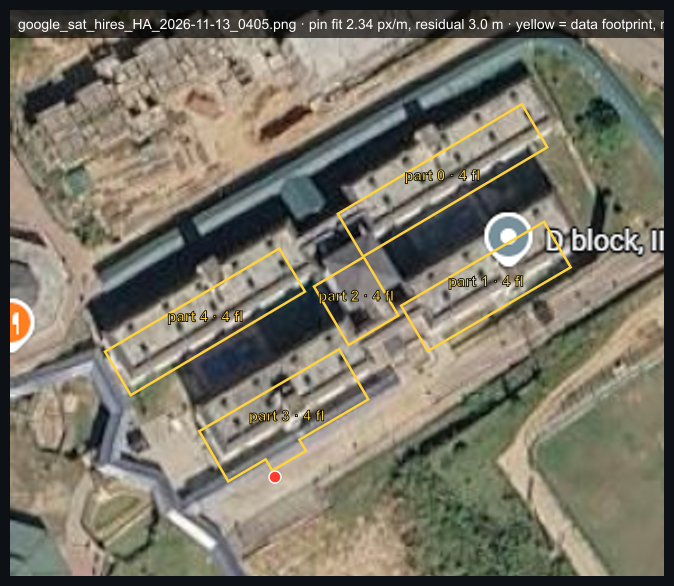 google_sat_hires_HA_2026-11-13_0405.png · pin fit 2.34 px/m, residual 3.0 m · yellow = data footprint, r
part 0 · 4 fl
D block, II
part 1 · 4 fl
part 2 · 4 fl
part 4 · 4 fl
part 3 · 4 fl